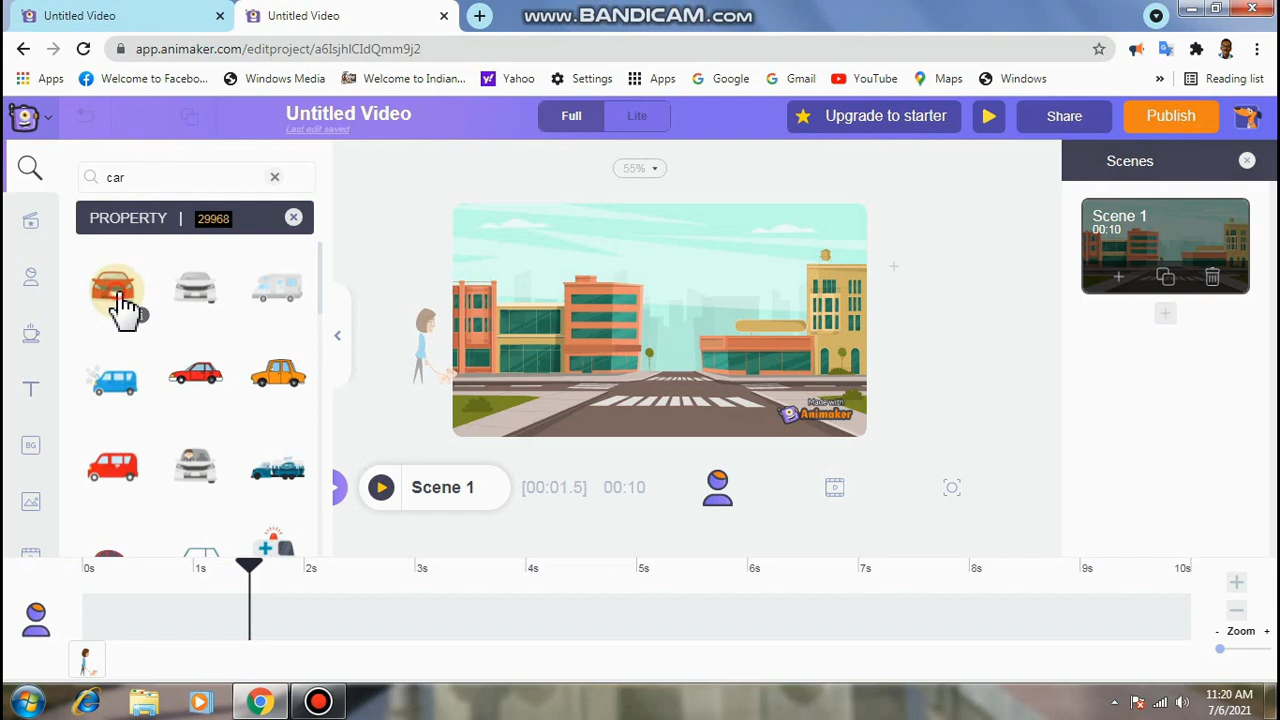 Untitled Video
Untitled Video
www.BANDICAM.com
app.animaker.com/editproject/a6IsjhlCIdQmm9j2
Apps
Welcome to Facebo...
Windows Media
Welcome to Indian...
Yahoo
Settings
Apps
Google
Gmail
YouTube
Maps
Windows
»
Reading list
Untitled Video
Last edit saved
Full
Lite
Upgrade to starter
Share
Publish
car
55%
Scenes
PROPERTY | 29968
Scene 1
00:10
Made with
Animaker
BG
Scene 1
[00:01.5]
00:10
0s
1s
2s
3s
4s
5s
6s
7s
8s
9s
10s
- Zoom +
11:20 AM
7/6/2021